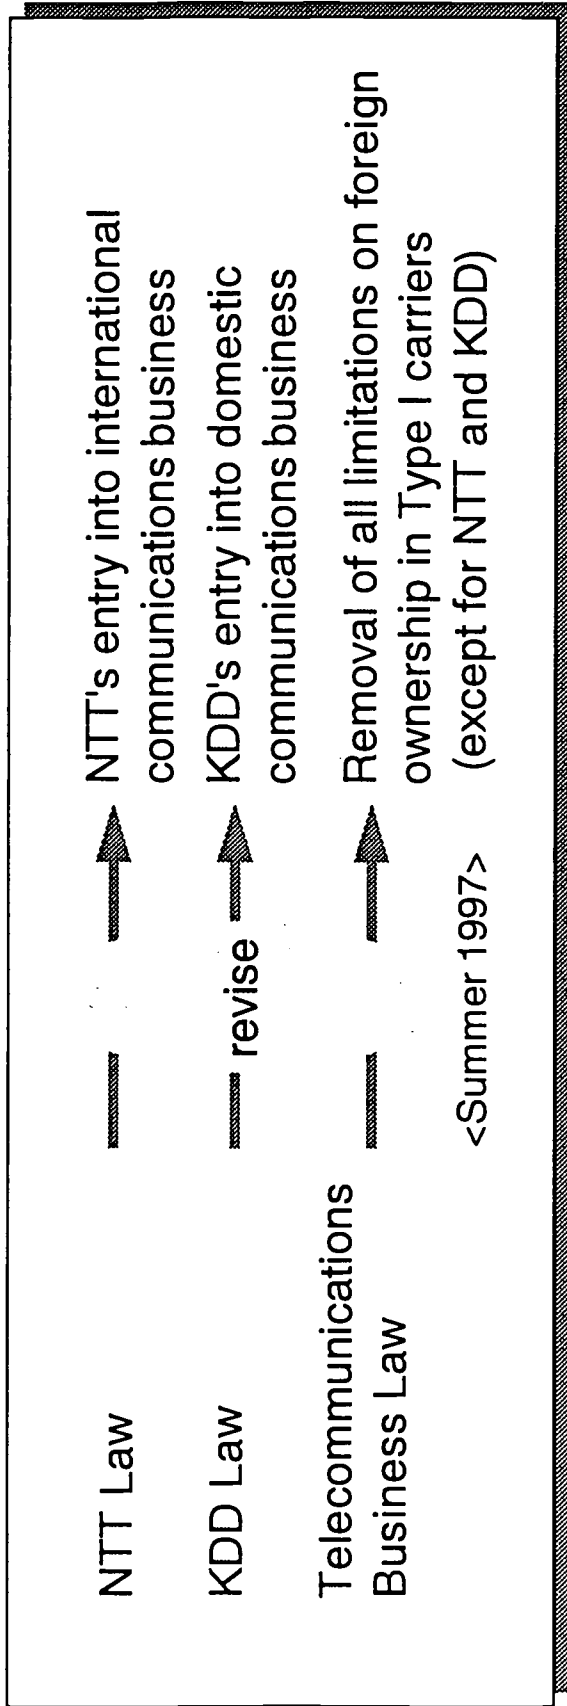 NTT Law
NTT's entry into international
communications business
KDD Law
revise
KDD's entry into domestic
communications business
Telecommunications
Business Law
Removal of all limitations on foreign
ownership in Type I carriers
(except for NTT and KDD)
<Summer 1997>